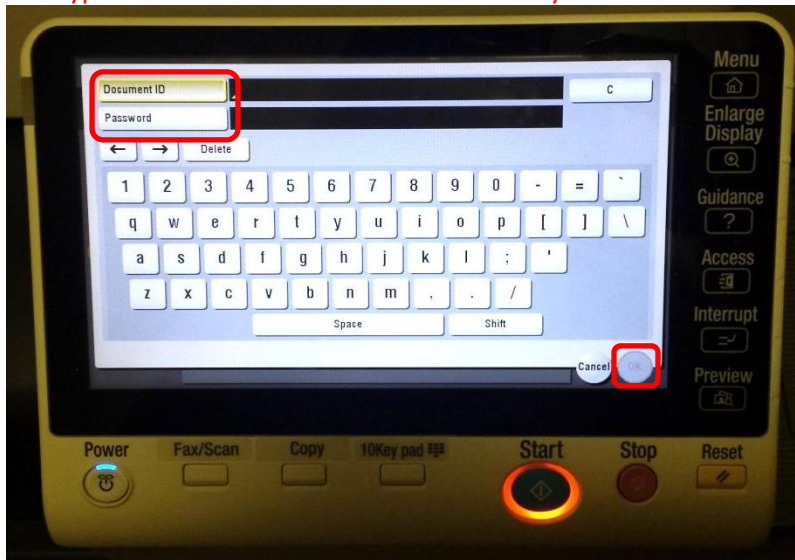 Menu
Document ID
C
Enlarge
Display
Password
← → Delete
1 2 3 4 5 6 7 8 9 0 - = `
Guidance
?
q w e r t y u i o p [ ] \
a s d f g h j k l ; '
Access
z x c v b n m , . /
Interrupt
Space Shift
Cancel OK
Preview
Power Fax/Scan Copy 10Key pad Start Stop Reset